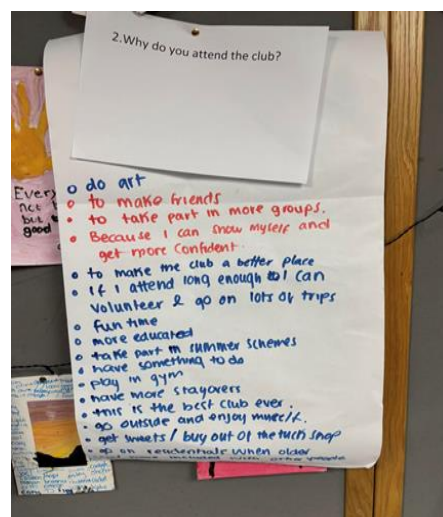 2.Why do you attend the club?
o do art
o to make friends
o to take part in more groups.
o Because I can show myself and
get more confident.
o to make the club a better place
o If I attend long enough I can
volunteer & go on lots of trips
o fun time
o more educated
o take part in summer schemes
o have something to do
o play in gym
o have more stayovers
o this is the best club ever.
o go outside and enjoy myself.
o get sweets / buy out of the tuck shop
o go on residentials when older
with other people
Every
not
but
good